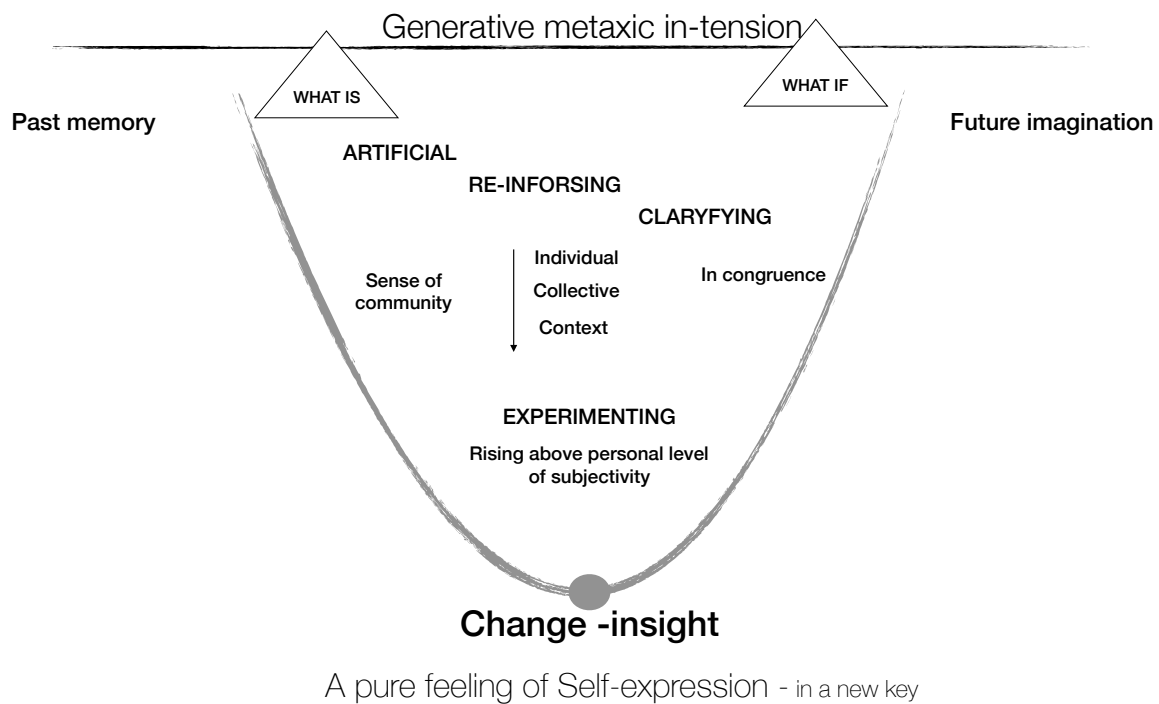 Generative metaxic in-tension
WHAT IS
WHAT IF
Past memory
Future imagination
ARTIFICIAL
RE-INFORSING
CLARYFYING
Individual
Sense of
community
In congruence
Collective
Context
EXPERIMENTING
Rising above personal level
of subjectivity
Change -insight
A pure feeling of Self-expression - in a new key